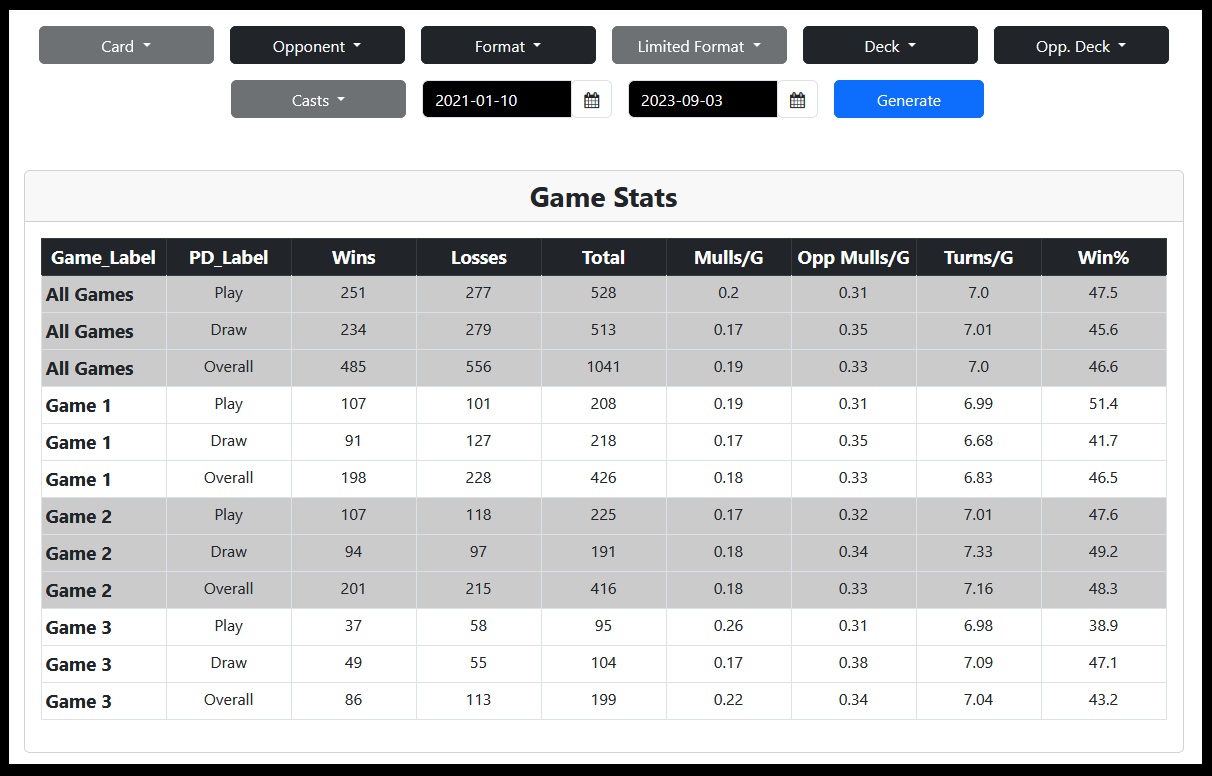 Card Opponent Format Limited Format Deck Opp. Deck
Casts 2021-01-10 2023-09-03 Generate
Game Stats
Game_Label PD_Label Wins Losses Total Mulls/G Opp Mulls/G Turns/G Win%
All Games Play 251 277 528 0.2 0.31 7.0 47.5
All Games Draw 234 279 513 0.17 0.35 7.01 45.6
All Games Overall 485 556 1041 0.19 0.33 7.0 46.6
Game 1 Play 107 101 208 0.19 0.31 6.99 51.4
Game 1 Draw 91 127 218 0.17 0.35 6.68 41.7
Game 1 Overall 198 228 426 0.18 0.33 6.83 46.5
Game 2 Play 107 118 225 0.17 0.32 7.01 47.6
Game 2 Draw 94 97 191 0.18 0.34 7.33 49.2
Game 2 Overall 201 215 416 0.18 0.33 7.16 48.3
Game 3 Play 37 58 95 0.26 0.31 6.98 38.9
Game 3 Draw 49 55 104 0.17 0.38 7.09 47.1
Game 3 Overall 86 113 199 0.22 0.34 7.04 43.2